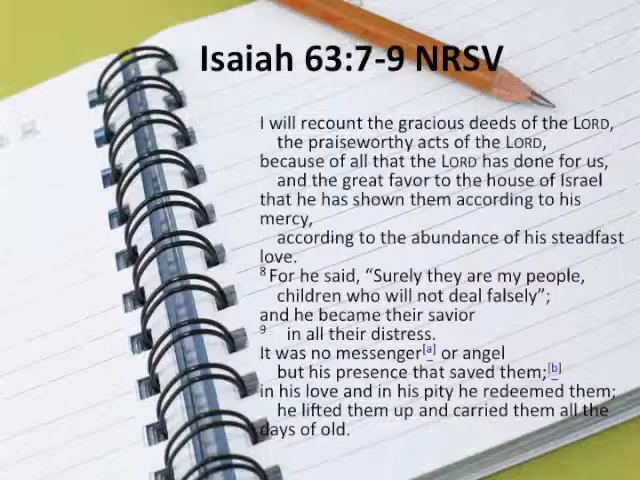 Isaiah 63:7-9 NRSV
I will recount the gracious deeds of the LORD,
the praiseworthy acts of the LORD,
because of all that the LORD has done for us,
and the great favor to the house of Israel
that he has shown them according to his
mercy,
according to the abundance of his steadfast
love.
8 For he said, “Surely they are my people,
children who will not deal falsely”;
and he became their savior
9 in all their distress.
It was no messenger[a] or angel
but his presence that saved them;[b]
in his love and in his pity he redeemed them;
he lifted them up and carried them all the
days of old.